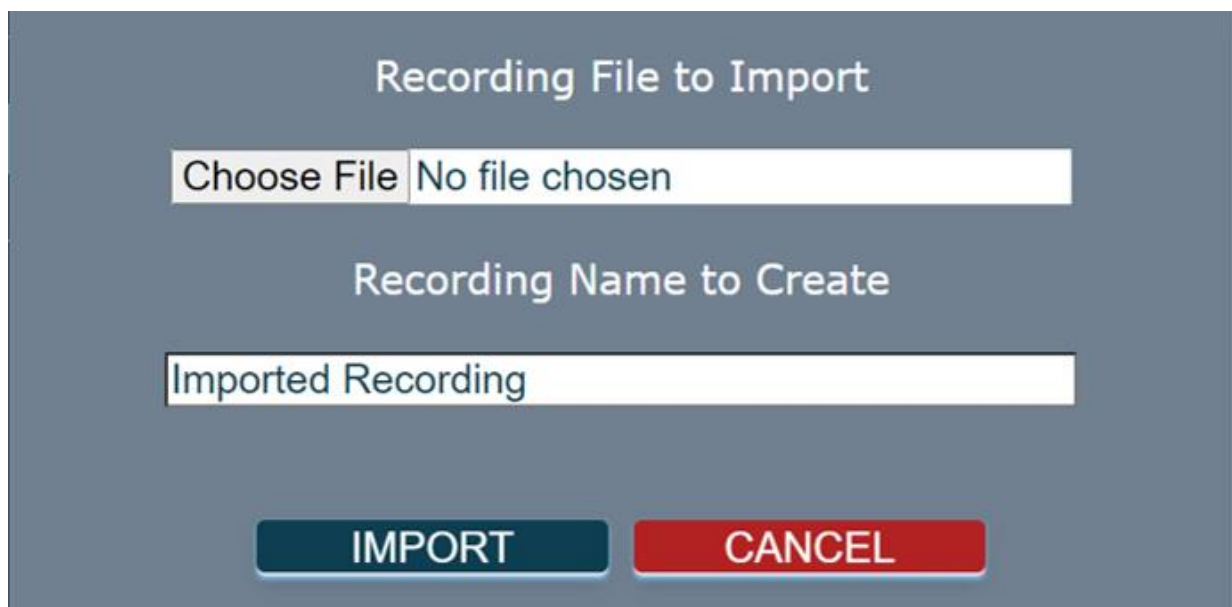 Recording File to Import
Choose File No file chosen
Recording Name to Create
Imported Recording
IMPORT CANCEL